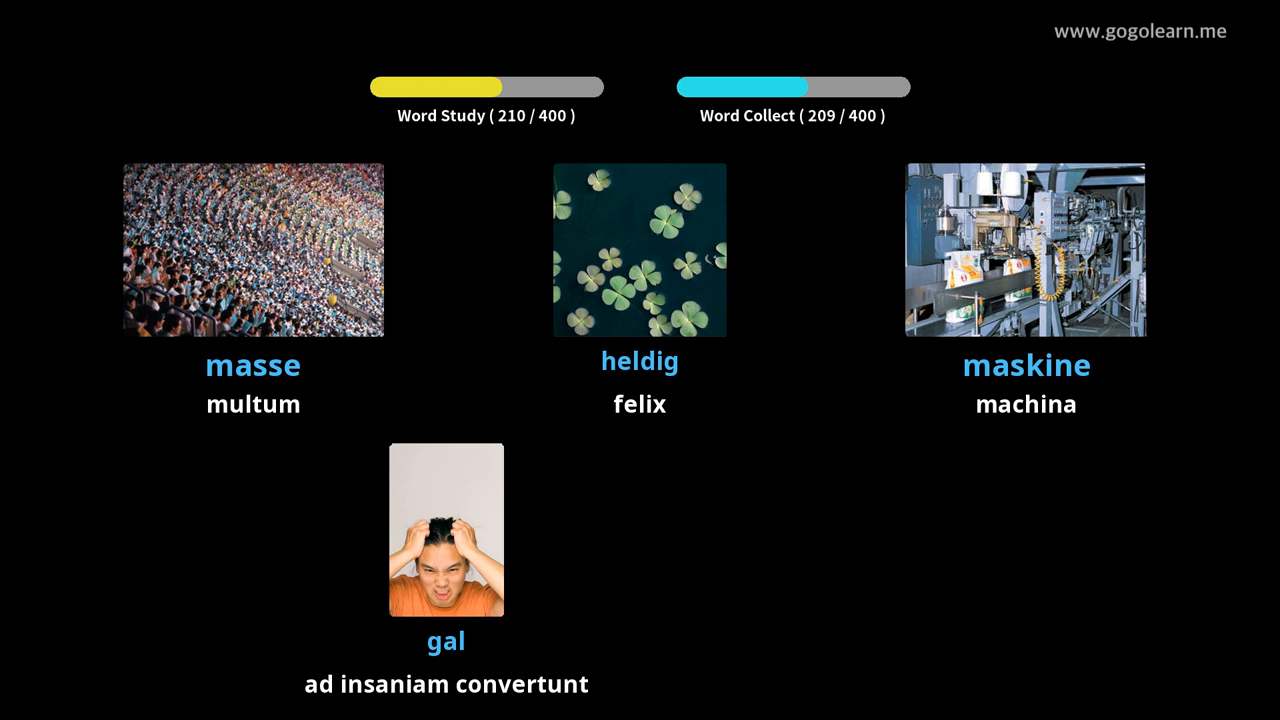 www.gogolearn.me
Word Study ( 210 / 400 )
Word Collect ( 209 / 400 )
masse
multum
heldig
felix
maskine
machina
gal
ad insaniam convertunt